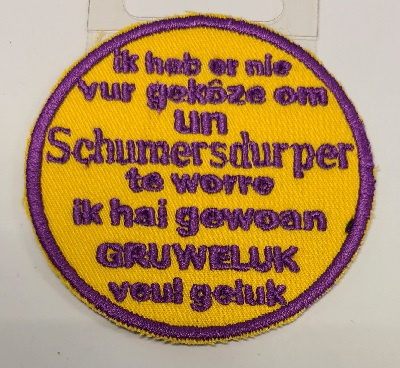 ik heb er nie
vur gekôze om
un
Schumersdurper
te worre
ik hai gewoan
GRUWELUK
veul geluk